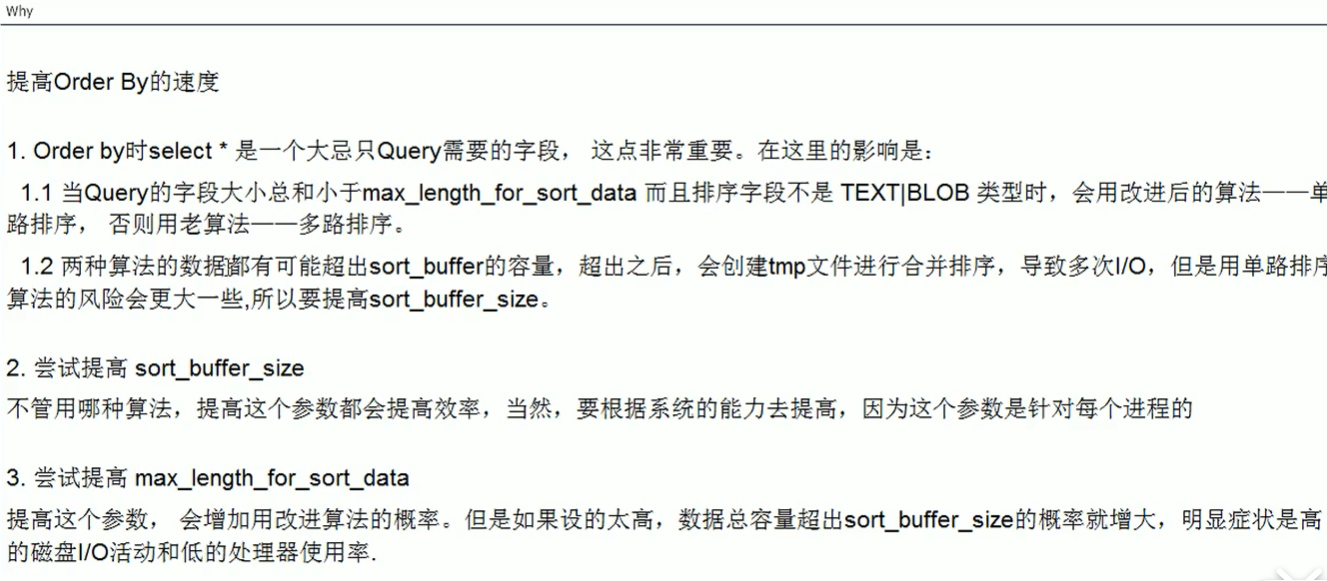 Why
提高Order By的速度
1. Order by时select * 是一个大忌只Query需要的字段， 这点非常重要。在这里的影响是：
1.1 当Query的字段大小总和小于max_length_for_sort_data 而且排序字段不是 TEXT|BLOB 类型时，会用改进后的算法——单
路排序， 否则用老算法——多路排序。
1.2 两种算法的数据都有可能超出sort_buffer的容量，超出之后，会创建tmp文件进行合并排序，导致多次I/O，但是用单路排序
算法的风险会更大一些,所以要提高sort_buffer_size。
2. 尝试提高 sort_buffer_size
不管用哪种算法，提高这个参数都会提高效率，当然，要根据系统的能力去提高，因为这个参数是针对每个进程的
3. 尝试提高 max_length_for_sort_data
提高这个参数， 会增加用改进算法的概率。但是如果设的太高，数据总容量超出sort_buffer_size的概率就增大，明显症状是高
的磁盘I/O活动和低的处理器使用率.